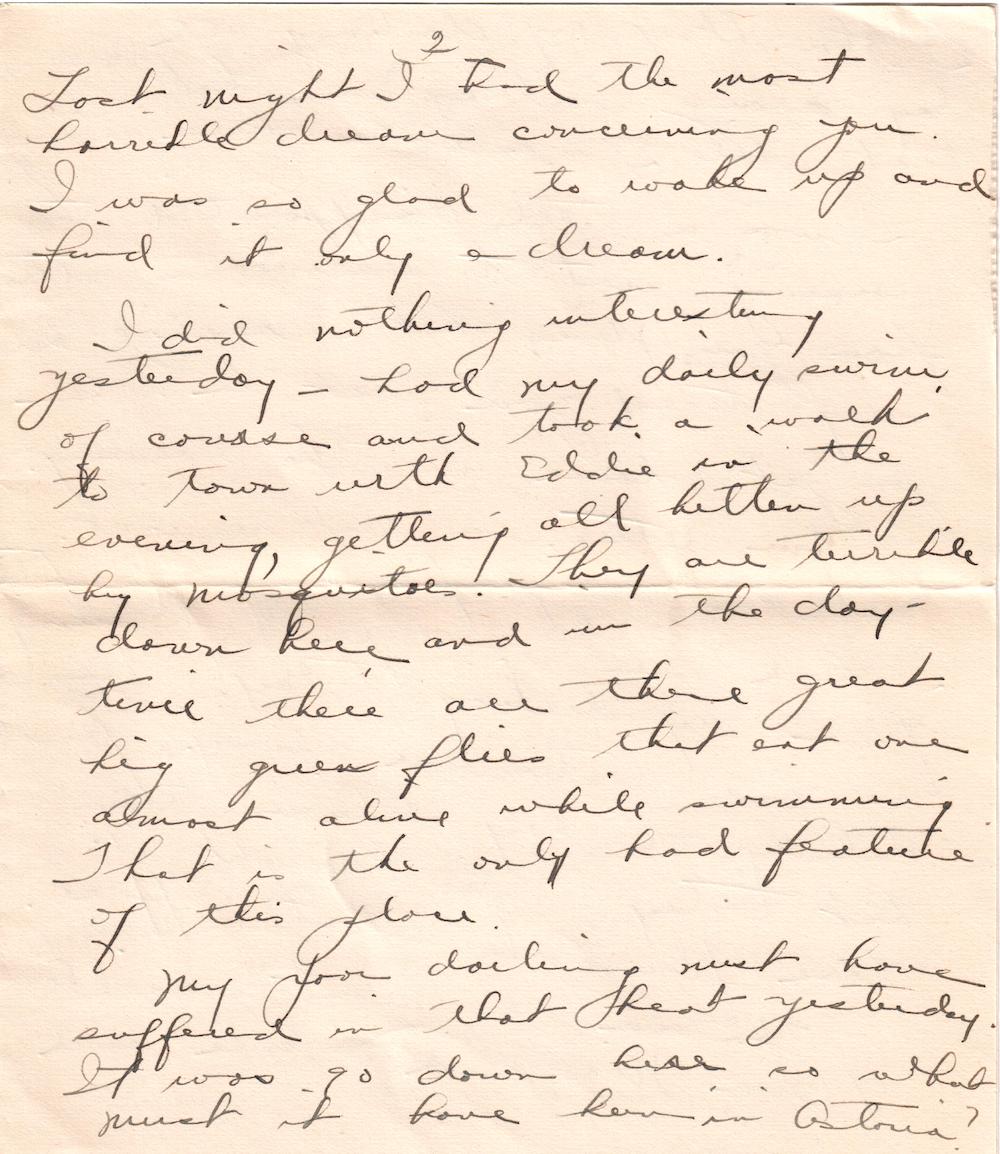 2
Last night I had the most
horrible dream concerning you.
I was so glad to wake up and
find it only a dream.
I did nothing interesting
yesterday – had my daily swim,
of course and took a walk
to town with Eddie in the
evening, getting all bitten up
by mosquitoes! They are terrible
down here and in the day-
time there are these great
big green flies that eat one
almost alive while swimming
That is the only bad feature
of this place.
My poor darling must have
suffered in that heat yesterday.
It was 90 down here so what
must it have been in Astoria?